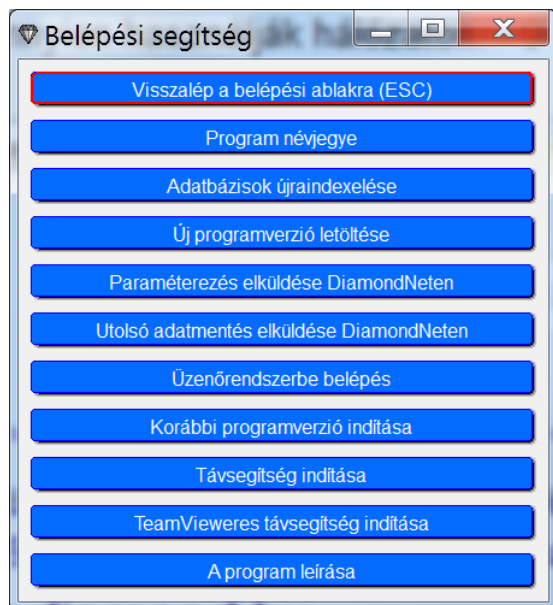 Belépési segítség
Visszalép a belépési ablakra (ESC)
Program névjegye
Adatbázisok újraindexelése
Új programverzió letöltése
Paraméterezés elküldése DiamondNeten
Utolsó adatmentés elküldése DiamondNeten
Üzenőrendszerbe belépés
Korábbi programverzió indítása
Távsegítség indítása
TeamVieweres távsegítség indítása
A program leírása